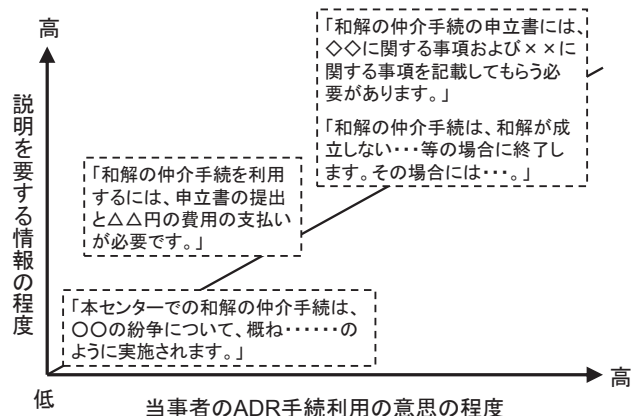 高
「和解の仲介手続の申立書には、
◇◇に関する事項および××に
関する事項を記載してもらう必
要があります。」
「和解の仲介手続は、和解が成
立しない・・・等の場合に終了し
ます。その場合には・・・。」
説明を要する情報の程度
「和解の仲介手続を利用
するには、申立書の提出
と△△円の費用の支払い
が必要です。」
「本センターでの和解の仲介手続は、
〇〇の紛争について、概ね・・・・・・の
ように実施されます。」
高
低
当事者のADR手続利用の意思の程度